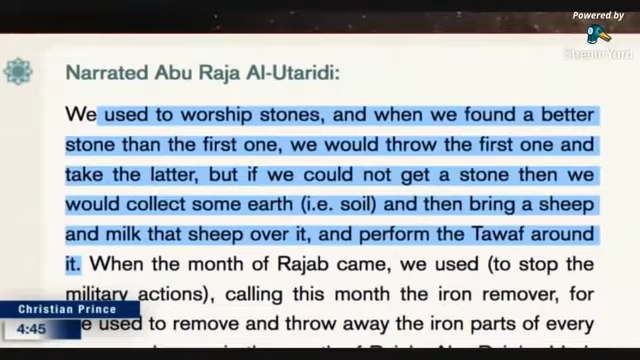 Powered by
StreamYard
Narrated Abu Raja Al-Utaridi:
We used to worship stones, and when we found a better
stone than the first one, we would throw the first one and
take the latter, but if we could not get a stone then we
would collect some earth (i.e. soil) and then bring a sheep
and milk that sheep over it, and perform the Tawaf around
it. When the month of Rajab came, we used (to stop the
military actions), calling this month the iron remover, for
used to remove and throw away the iron parts of every
Christian Prince
4:45